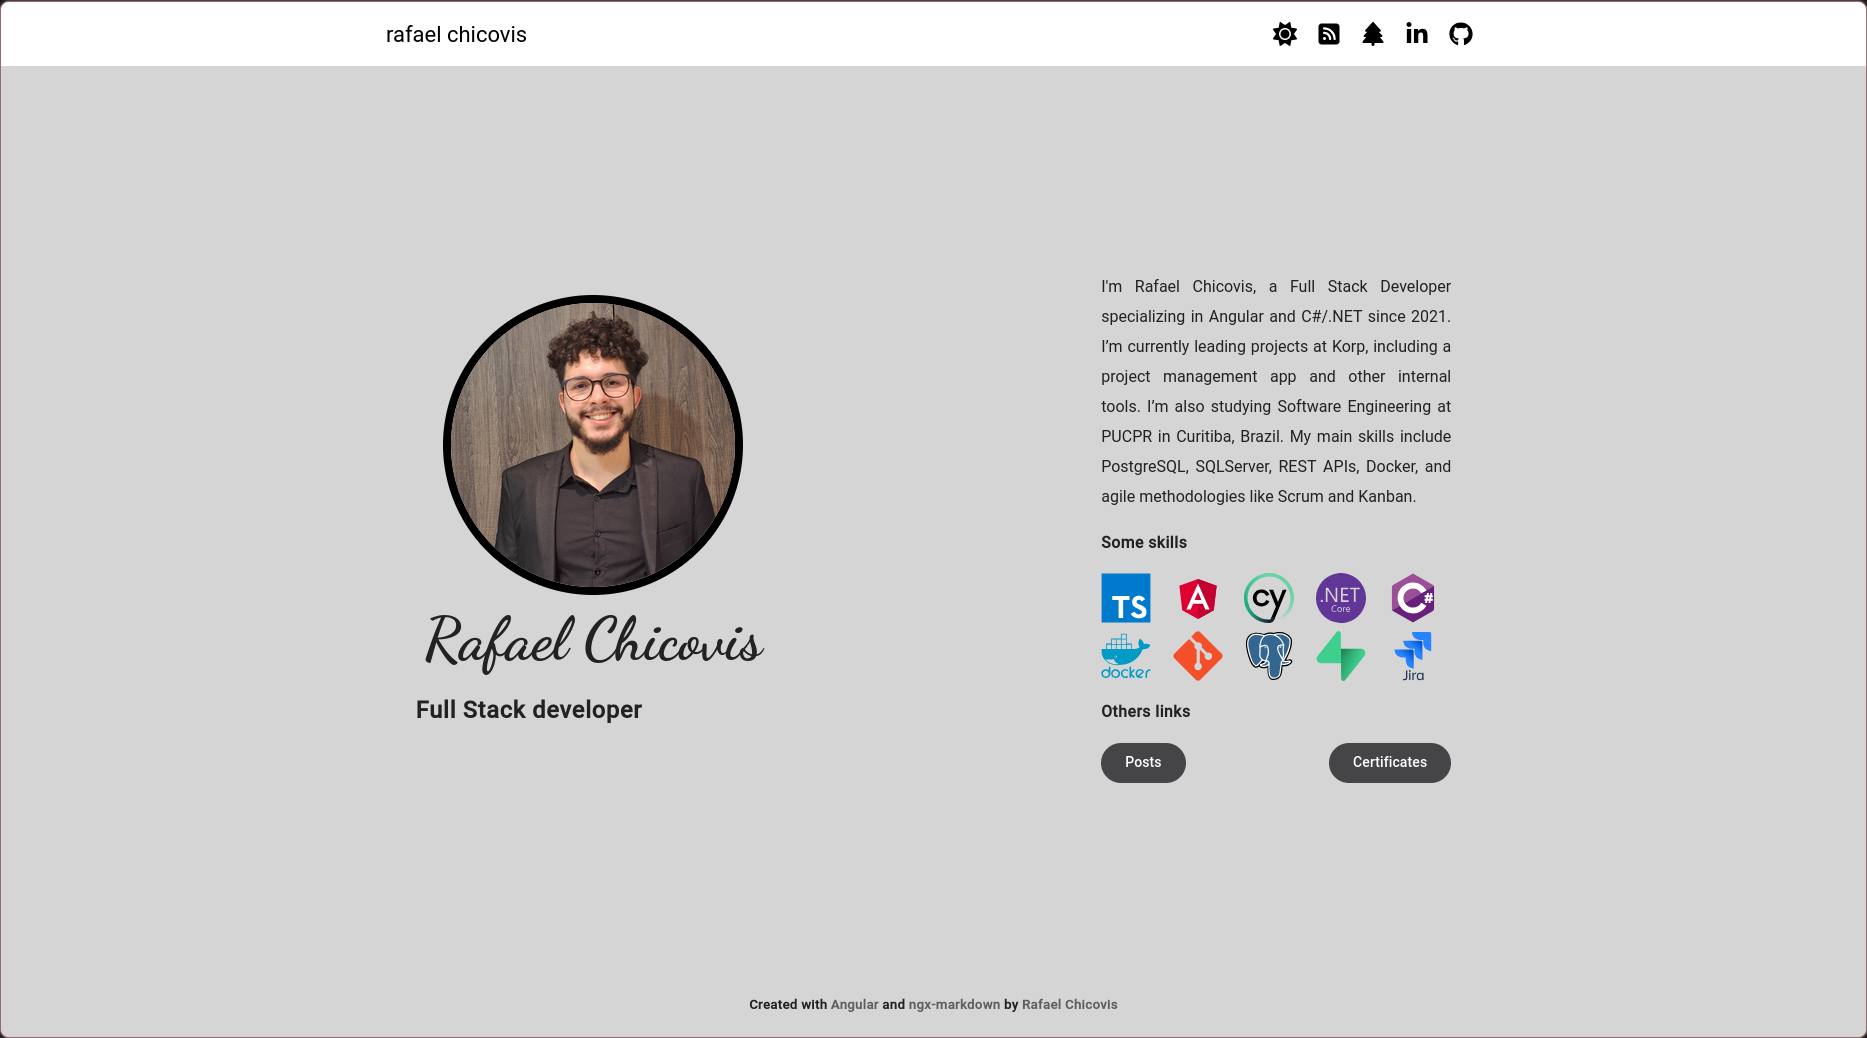 rafael chicovis
I'm Rafael Chicovis, a Full Stack Developer
specializing in Angular and C#/.NET since 2021.
I’m currently leading projects at Korp, including a
project management app and other internal
tools. I’m also studying Software Engineering at
PUCPR in Curitiba, Brazil. My main skills include
PostgreSQL, SQLServer, REST APIs, Docker, and
agile methodologies like Scrum and Kanban.
Some skills
TS
A
cy
.NET
Core
C#
docker
Jira
Others links
Posts
Certificates
Rafael Chicovis
Full Stack developer
Created with Angular and ngx-markdown by Rafael Chicovis